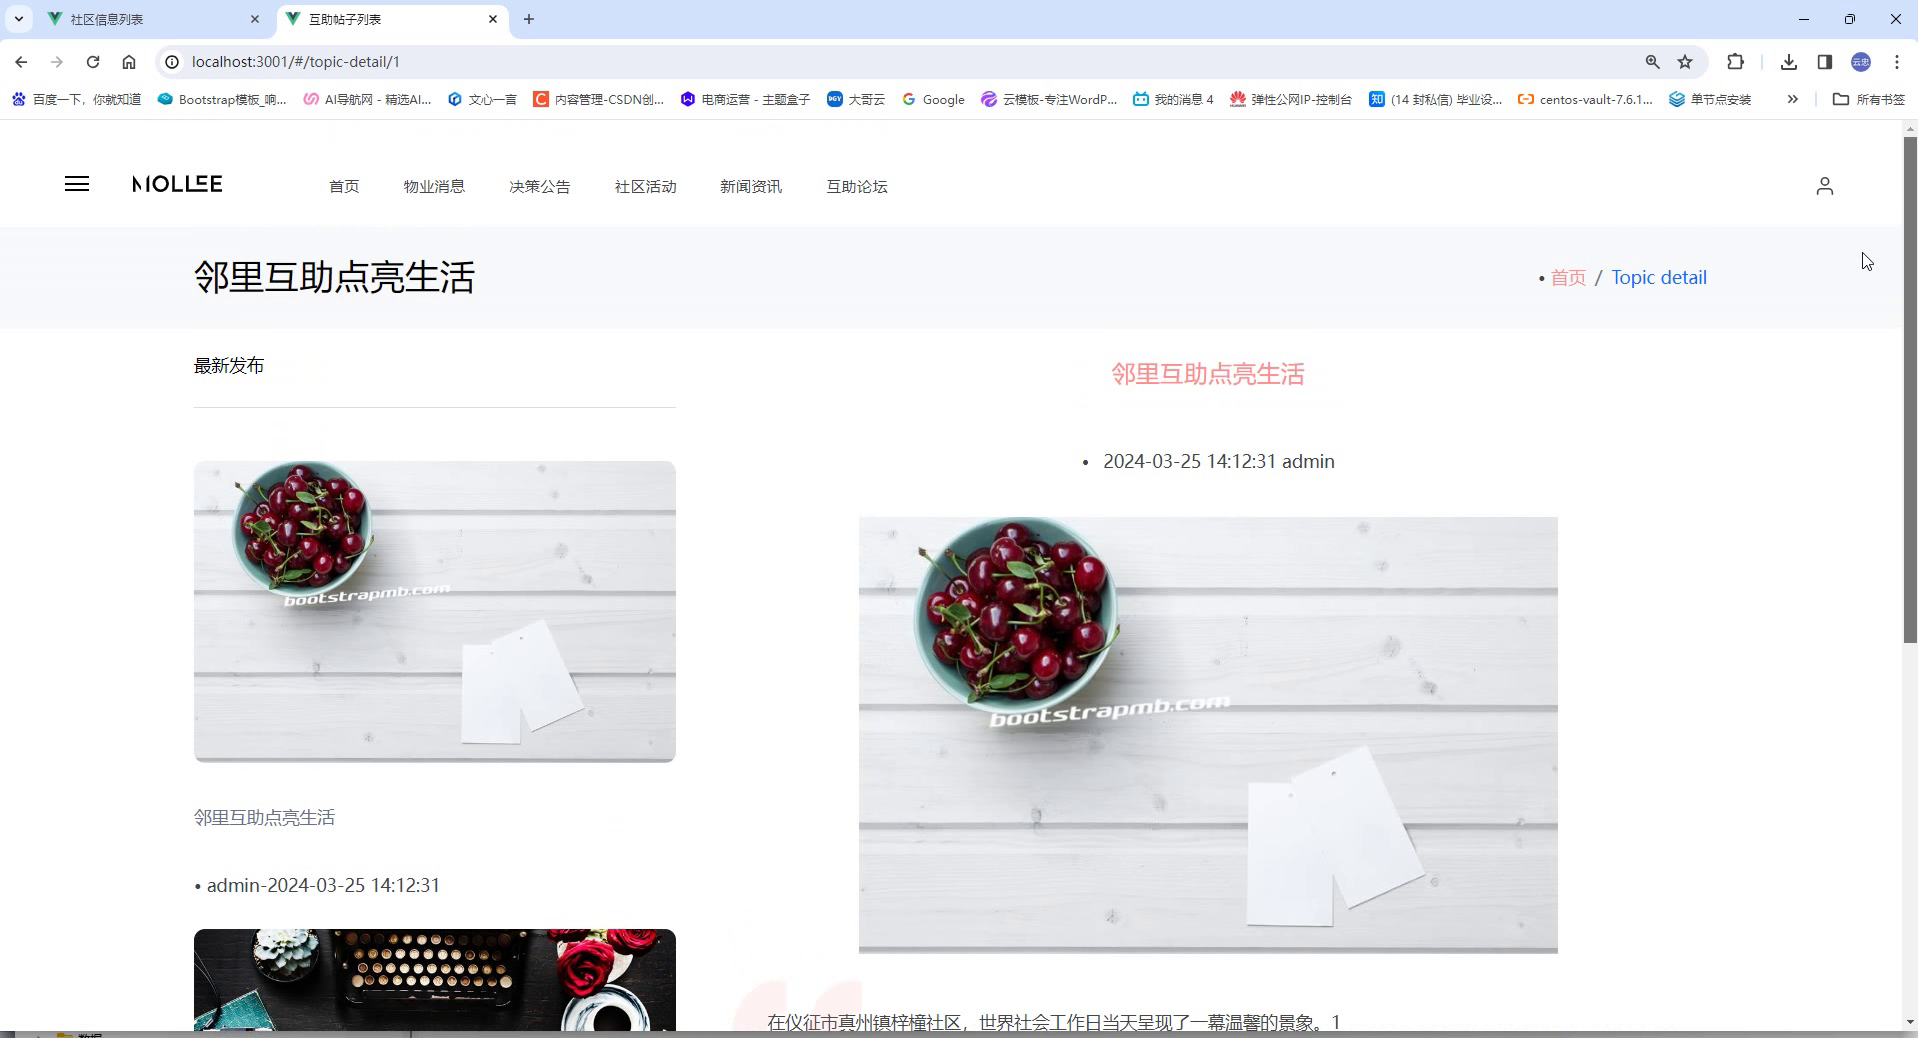 社区信息列表
互助帖子列表
localhost:3001/#/topic-detail/1
云忠
百度一下，你就知道
Bootstrap模板_响...
AI导航网 - 精选AI...
文心一言
内容管理-CSDN创...
电商运营 - 主题盒子
大哥云
Google
云模板-专注WordP...
我的消息 4
弹性公网IP-控制台
知 (14 封私信) 毕业设...
centos-vault-7.6.1...
单节点安装
所有书签
MOLLEE
首页
物业消息
决策公告
社区活动
新闻资讯
互助论坛
邻里互助点亮生活
• 首页 / Topic detail
最新发布
邻里互助点亮生活
• 2024-03-25 14:12:31 admin
bootstrapmb.com
bootstrapmb.com
邻里互助点亮生活
• admin-2024-03-25 14:12:31
在仪征市真州镇梓橦社区，世界社会工作日当天呈现了一幕温馨的景象。1